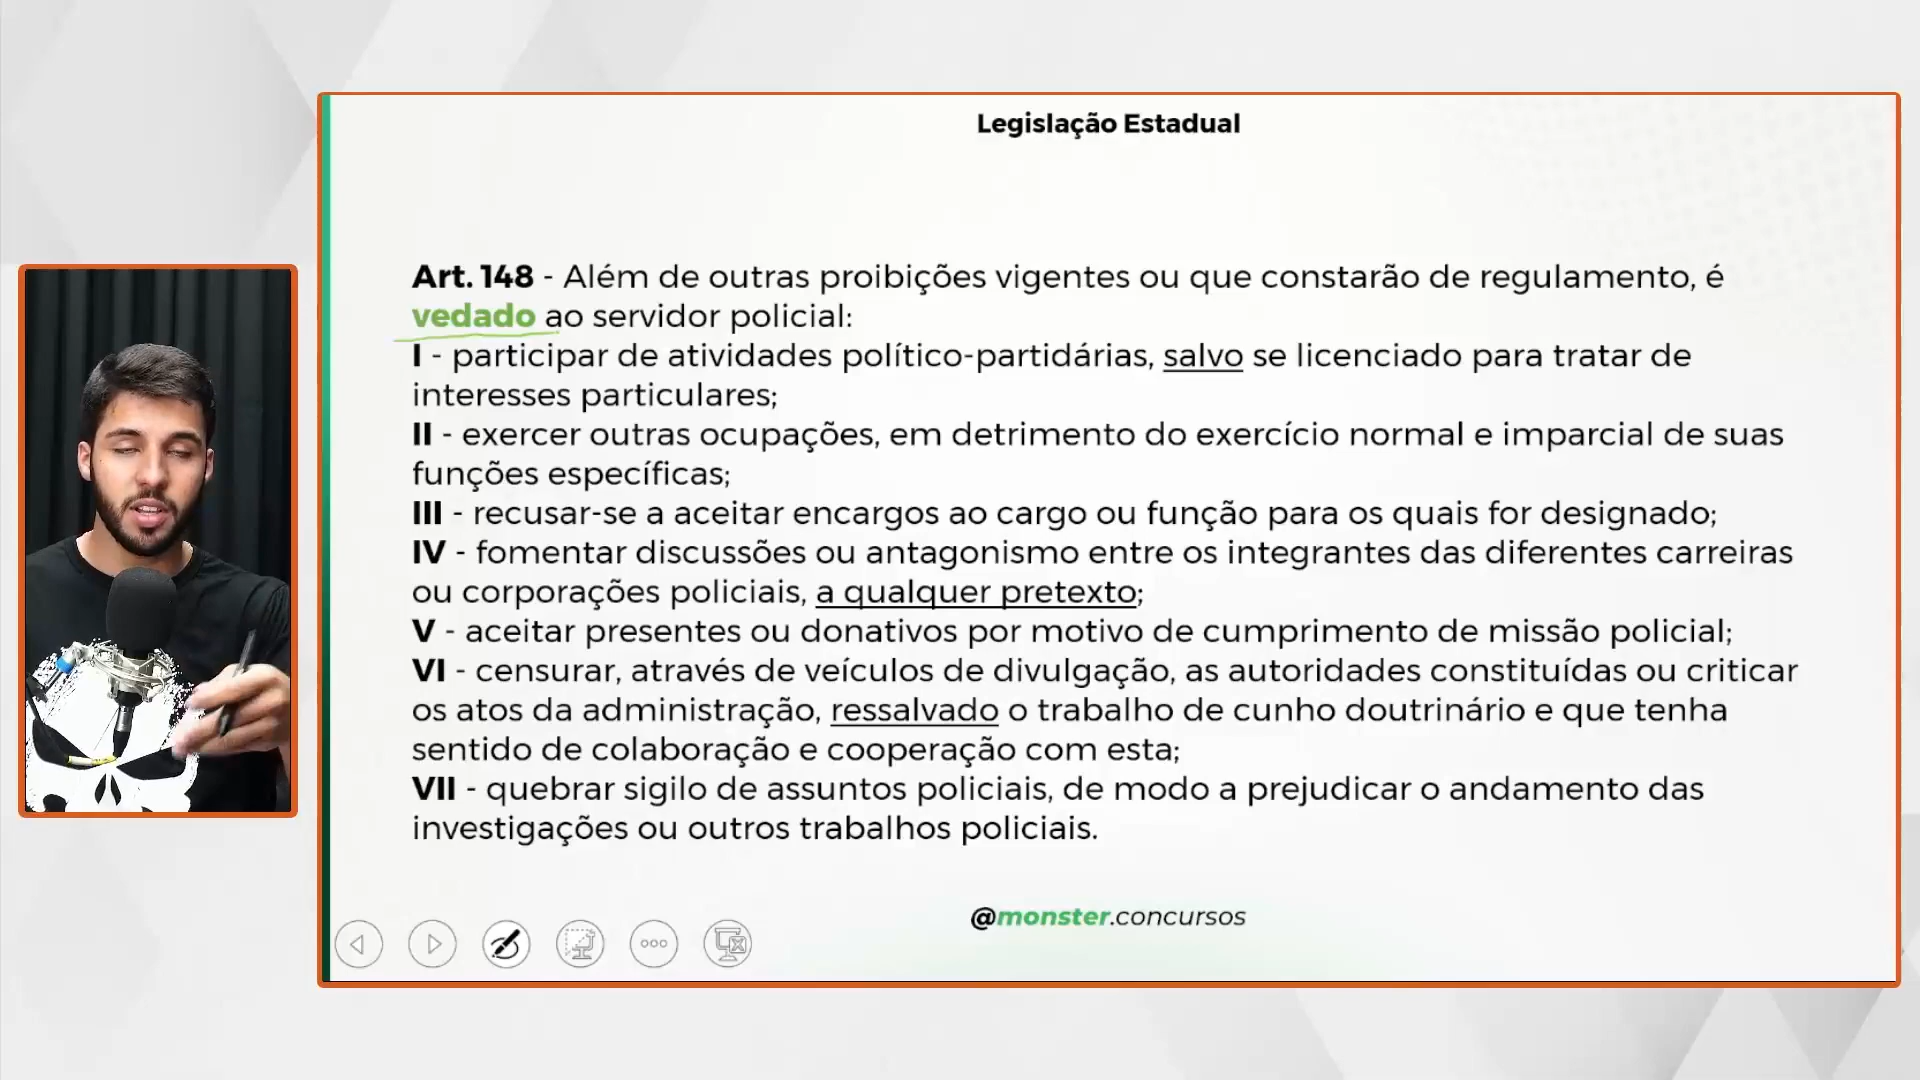 Legislação Estadual
Art. 148 - Além de outras proibições vigentes ou que constarão de regulamento, é
vedado ao servidor policial:
I - participar de atividades político-partidárias, salvo se licenciado para tratar de
interesses particulares;
II - exercer outras ocupações, em detrimento do exercício normal e imparcial de suas
funções específicas;
III - recusar-se a aceitar encargos ao cargo ou função para os quais for designado;
IV - fomentar discussões ou antagonismo entre os integrantes das diferentes carreiras
ou corporações policiais, a qualquer pretexto;
V - aceitar presentes ou donativos por motivo de cumprimento de missão policial;
VI - censurar, através de veículos de divulgação, as autoridades constituídas ou criticar
os atos da administração, ressalvado o trabalho de cunho doutrinário e que tenha
sentido de colaboração e cooperação com esta;
VII - quebrar sigilo de assuntos policiais, de modo a prejudicar o andamento das
investigações ou outros trabalhos policiais.
@monster.concursos